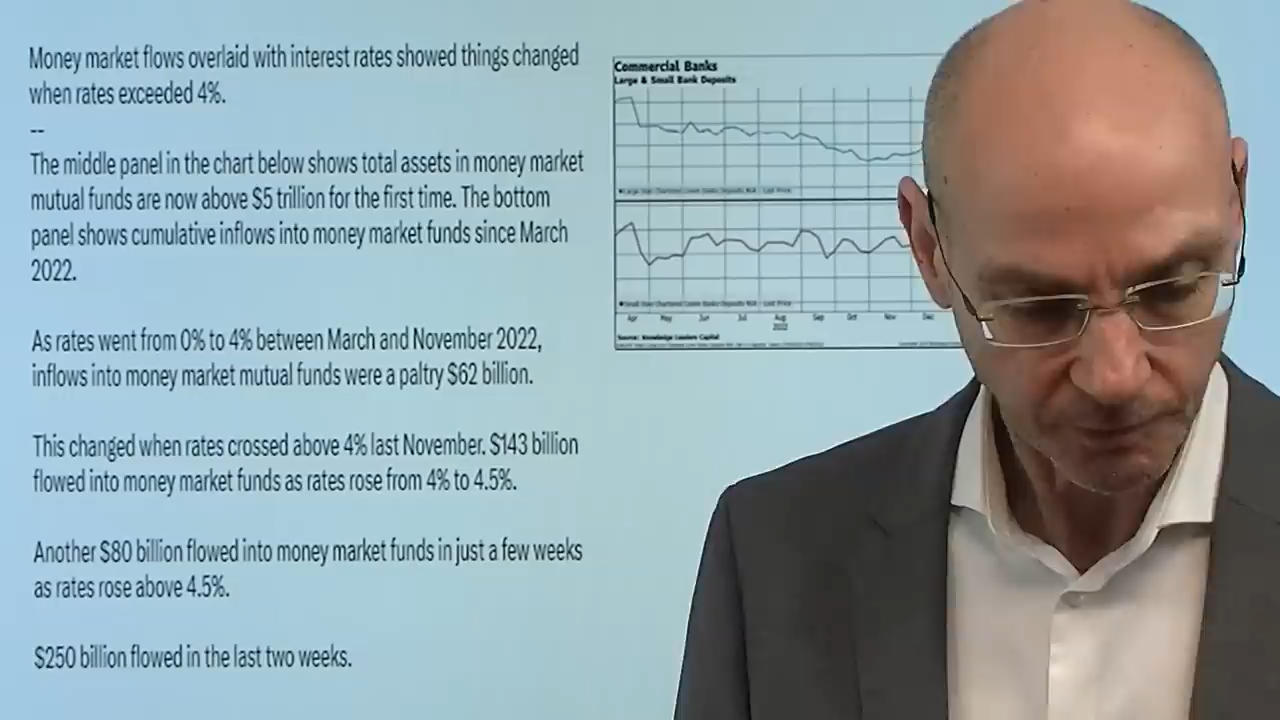 Money market flows overlaid with interest rates showed things changed
when rates exceeded 4%.
--
The middle panel in the chart below shows total assets in money market
mutual funds are now above $5 trillion for the first time. The bottom
panel shows cumulative inflows into money market funds since March
2022.
As rates went from 0% to 4% between March and November 2022,
inflows into money market mutual funds were a paltry $62 billion.
This changed when rates crossed above 4% last November. $143 billion
flowed into money market funds as rates rose from 4% to 4.5%.
Another $80 billion flowed into money market funds in just a few weeks
as rates rose above 4.5%.
$250 billion flowed in the last two weeks.
Commercial Banks
Large & Small Bank Deposits
Apr May Jun Jul Aug Sep Oct Nov Dec
2022
Source: Knowledge Leaders Capital